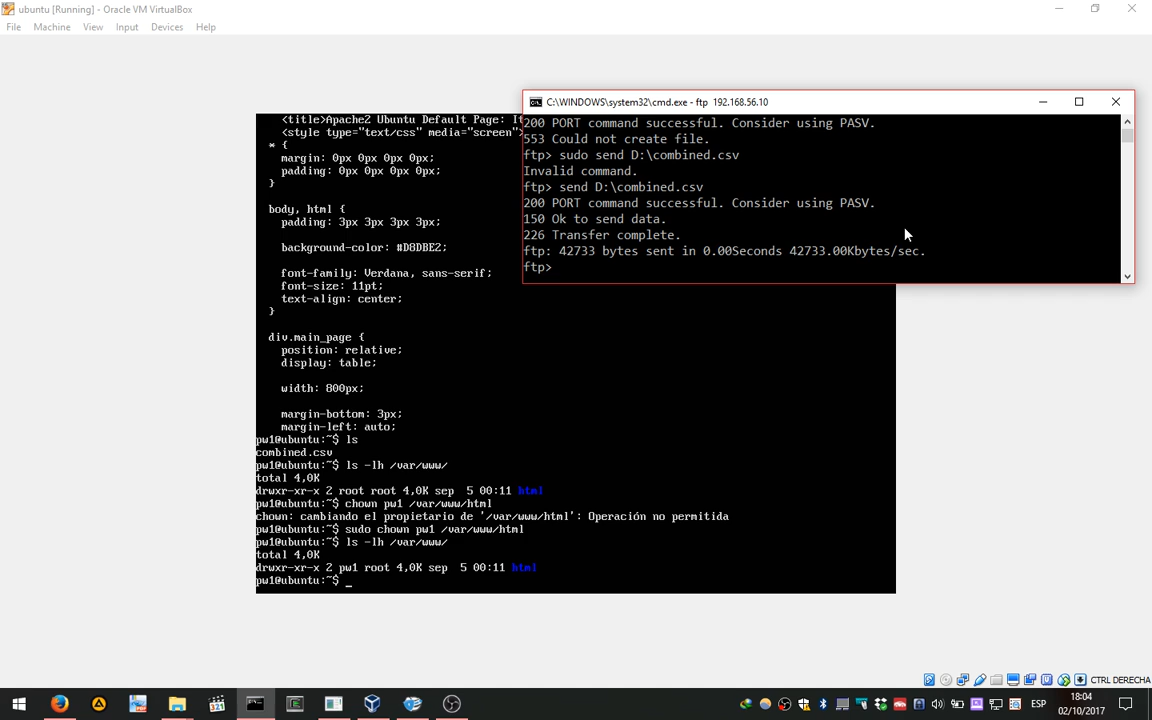 ubuntu [Running] - Oracle VM VirtualBox
File Machine View Input Devices Help
C:\WINDOWS\system32\cmd.exe - ftp 192.168.56.10
200 PORT command successful. Consider using PASV.
553 Could not create file.
ftp> sudo send D:\combined.csv
Invalid command.
ftp> send D:\combined.csv
200 PORT command successful. Consider using PASV.
150 Ok to send data.
226 Transfer complete.
ftp: 42733 bytes sent in 0.00Seconds 42733.00Kbytes/sec.
ftp>
<title>Apache2 Ubuntu Default Page: It
<style type="text/css" media="screen">
* {
margin: 0px 0px 0px 0px;
padding: 0px 0px 0px 0px;
}
body, html {
padding: 3px 3px 3px 3px;
background-color: #D8DBE2;
font-family: Verdana, sans-serif;
font-size: 11pt;
text-align: center;
}
div.main_page {
position: relative;
display: table;
width: 800px;
margin-bottom: 3px;
margin-left: auto;
pw1@ubuntu:~$ ls
combined.csv
pw1@ubuntu:~$ ls -lh /var/www/
total 4,0K
drwxr-xr-x 2 root root 4,0K sep 5 00:11 html
pw1@ubuntu:~$ chown pw1 /var/www/html
chown: cambiando el propietario de '/var/www/html': Operación no permitida
pw1@ubuntu:~$ sudo chown pw1 /var/www/html
pw1@ubuntu:~$ ls -lh /var/www/
total 4,0K
drwxr-xr-x 2 pw1 root 4,0K sep 5 00:11 html
pw1@ubuntu:~$ _
CTRL DERECHA
321
ESP
18:04
02/10/2017